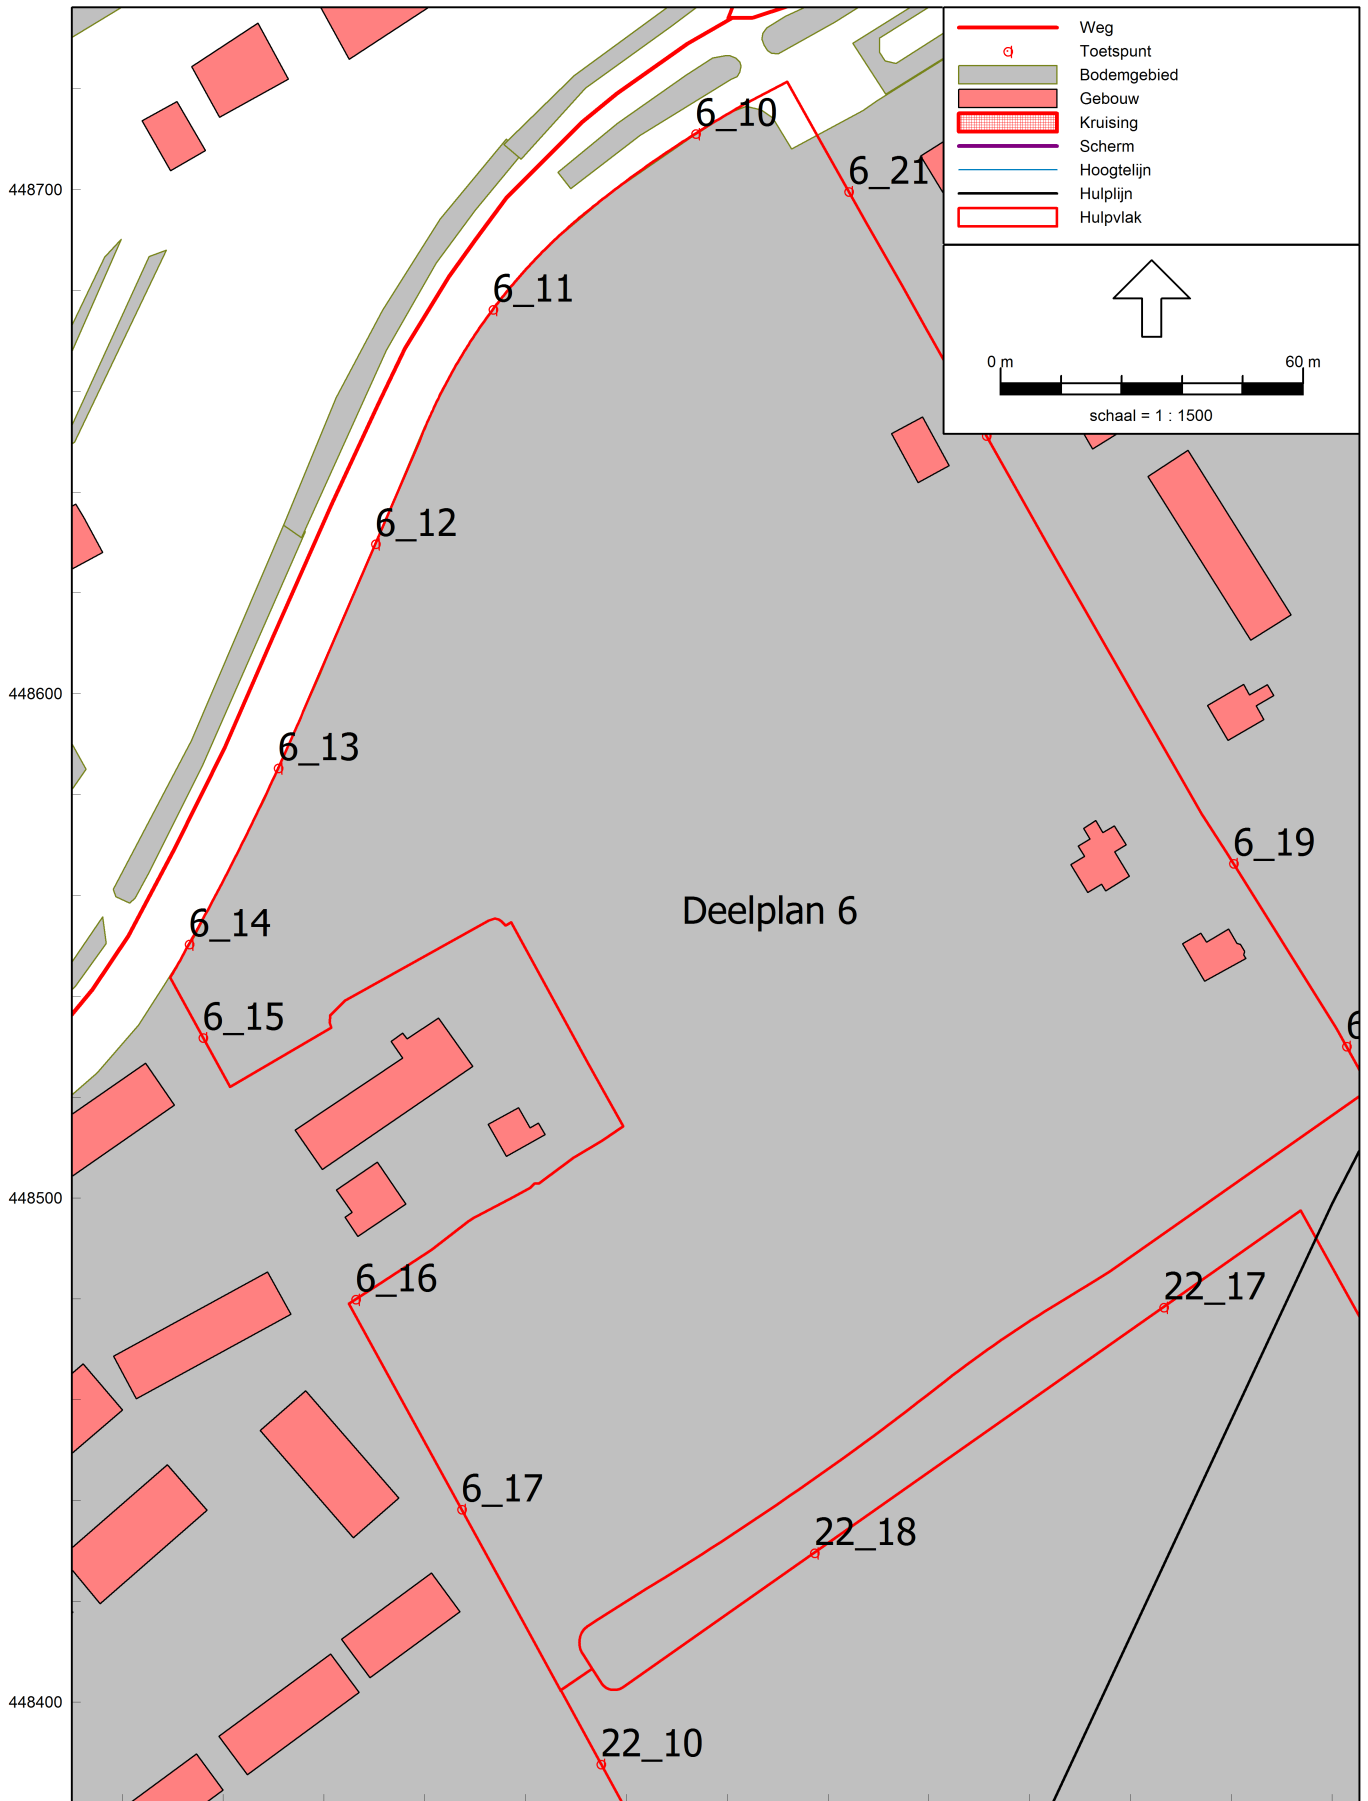 Weg
Toetspunt
Bodemgebied
Gebouw
Kruising
Scherm
Hoogtelijn
Hulplijn
Hulpvlak
0 m 60 m
schaal = 1 : 1500
6_10
6_21
448700
6_11
6_12
448600
6_13
6_19
Deelplan 6
6_14
6_15
6
448500
6_16
22_17
6_17
22_18
448400
22_10